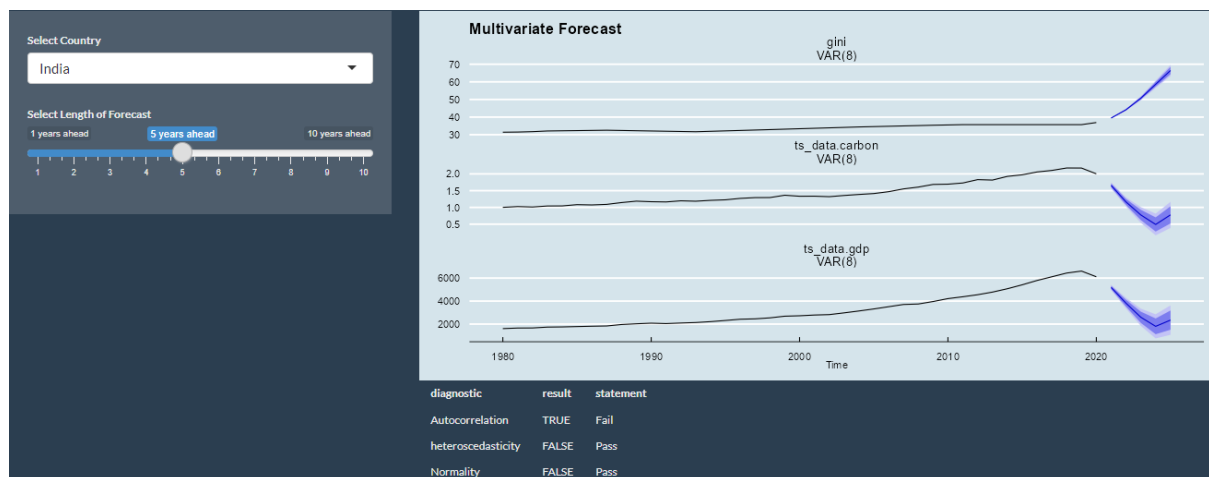 Select Country
India
Select Length of Forecast
1 years ahead 5 years ahead 10 years ahead
1 2 3 4 5 6 7 8 9 10
Multivariate Forecast
gini
VAR(8)
70
60
50
40
30
ts_data.carbon
VAR(8)
2.0
1.5
1.0
0.5
ts_data.gdp
VAR(8)
6000
4000
2000
1980 1990 2000 2010 2020
Time
diagnostic result statement
Autocorrelation TRUE Fail
heteroscedasticity FALSE Pass
Normality FALSE Pass